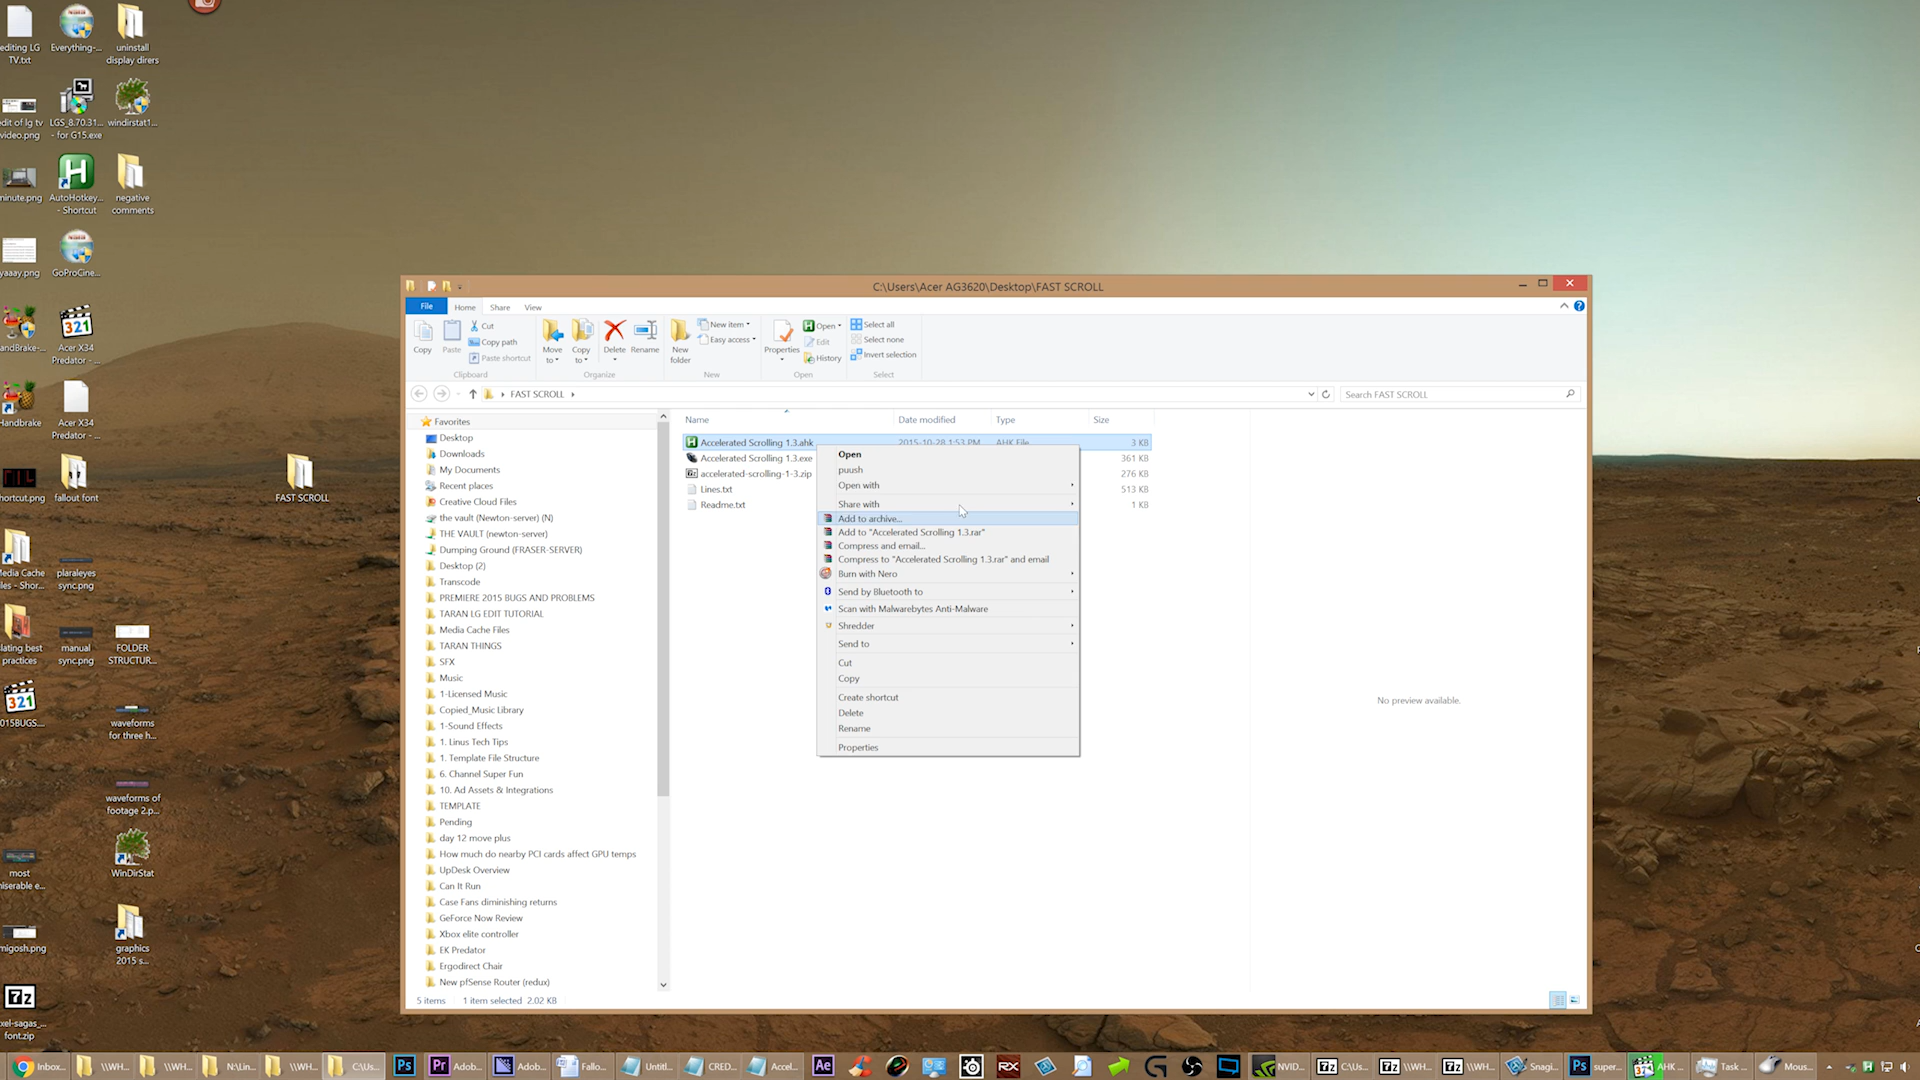 editing LG
TV.txt
Everything-...
uninstall
display dirers
edit of lg tv
video.png
LGS_8.70.31...
- for G15.exe
windirstat1...
minute.png
AutoHotkey...
- Shortcut
negative
comments
yaaay.png
GoProCine...
andBrake-...
321
Acer X34
Predator - ...
Handbrake
Acer X34
Predator - ...
hortcut.png
fallout font
FAST SCROLL
Media Cache
iles - Shor...
plaraleyes
sync.png
lating best
practices
manual
sync.png
FOLDER
STRUCTUR...
321
015BUGS...
waveforms
for three h...
waveforms of
footage 2.p...
most
niserable e...
WinDirStat
migosh.png
graphics
2015 s...
7z
xel-sagas_...
font.zip
C:\Users\Acer AG3620\Desktop\FAST SCROLL
File
Home
Share
View
Copy
Paste
Cut
Copy path
Paste shortcut
Clipboard
Move
to
Copy
to
Delete
Rename
Organize
New
folder
New item
Easy access
New
Properties
Open
Edit
History
Open
Select all
Select none
Invert selection
Select
FAST SCROLL
Search FAST SCROLL
Favorites
Desktop
Downloads
My Documents
Recent places
Creative Cloud Files
the vault (Newton-server) (N)
THE VAULT (newton-server)
Dumping Ground (FRASER-SERVER)
Desktop (2)
Transcode
PREMIERE 2015 BUGS AND PROBLEMS
TARAN LG EDIT TUTORIAL
Media Cache Files
TARAN THINGS
SFX
Music
1-Licensed Music
Copied_Music Library
1-Sound Effects
1. Linus Tech Tips
1. Template File Structure
6. Channel Super Fun
10. Ad Assets & Integrations
TEMPLATE
Pending
day 12 move plus
How much do nearby PCI cards affect GPU temps
UpDesk Overview
Can It Run
Case Fans diminishing returns
GeForce Now Review
Xbox elite controller
EK Predator
Ergodirect Chair
New pfSense Router (redux)
Name
Date modified
Type
Size
Accelerated Scrolling 1.3.ahk
2015-10-28 1:53 PM
AHK File
3 KB
Accelerated Scrolling 1.3.exe
361 KB
accelerated-scrolling-1-3.zip
276 KB
Lines.txt
513 KB
Readme.txt
1 KB
Open
puush
Open with
Share with
Add to archive...
Add to "Accelerated Scrolling 1.3.rar"
Compress and email...
Compress to "Accelerated Scrolling 1.3.rar" and email
Burn with Nero
Send by Bluetooth to
Scan with Malwarebytes Anti-Malware
Shredder
Send to
Cut
Copy
Create shortcut
Delete
Rename
Properties
No preview available.
5 items
1 item selected 2.02 KB
Inbox...
\\WH...
\\WH...
N:\Lin...
\\WH...
C:\Us...
Ps
Pr
Adob...
Adob...
Fallo...
Untitl...
CRED...
Accel...
Ae
RX
NVID...
7z
C:\Us...
7z
\\WH...
7z
\\WH...
Snagi...
Ps
super...
321
AHK ...
Task ...
Mous...